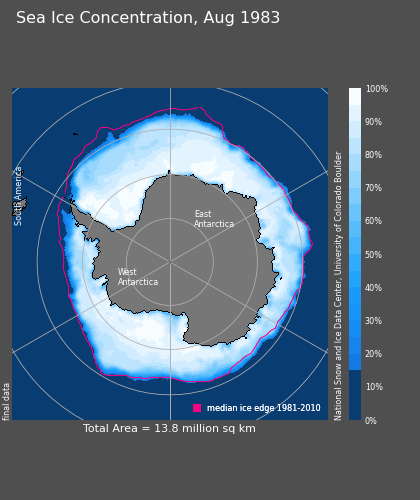 Sea Ice Concentration, Aug 1983
South America
East
Antarctica
West
Antarctica
final data
median ice edge 1981-2010
Total Area = 13.8 million sq km
National Snow and Ice Data Center, University of Colorado Boulder
100%
90%
80%
70%
60%
50%
40%
30%
20%
10%
0%